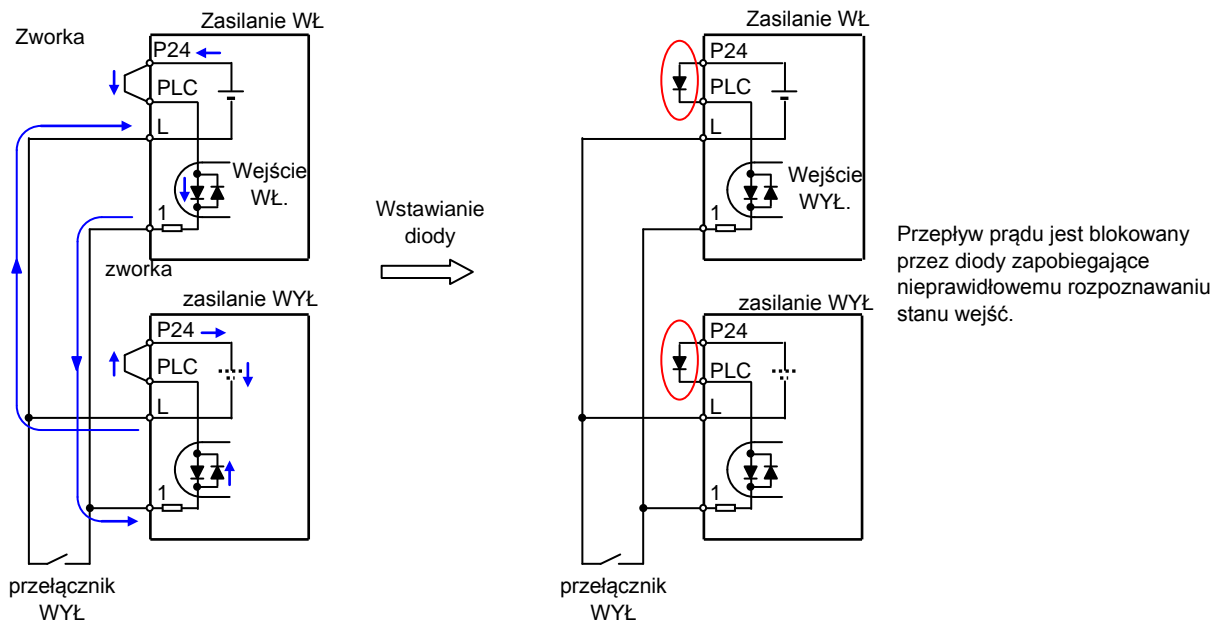 Zasilanie WŁ
Zworka
P24
PLC
L
Wejście
WŁ.
1
zworka
zasilanie WYŁ
P24
PLC
L
1
przełącznik
WYŁ
Wstawianie
diody
Zasilanie WŁ
P24
PLC
L
Wejście
WYŁ.
1
zasilanie WYŁ
P24
PLC
L
1
przełącznik
WYŁ
Przepływ prądu jest blokowany
przez diody zapobiegające
nieprawidłowemu rozpoznawaniu
stanu wejść.